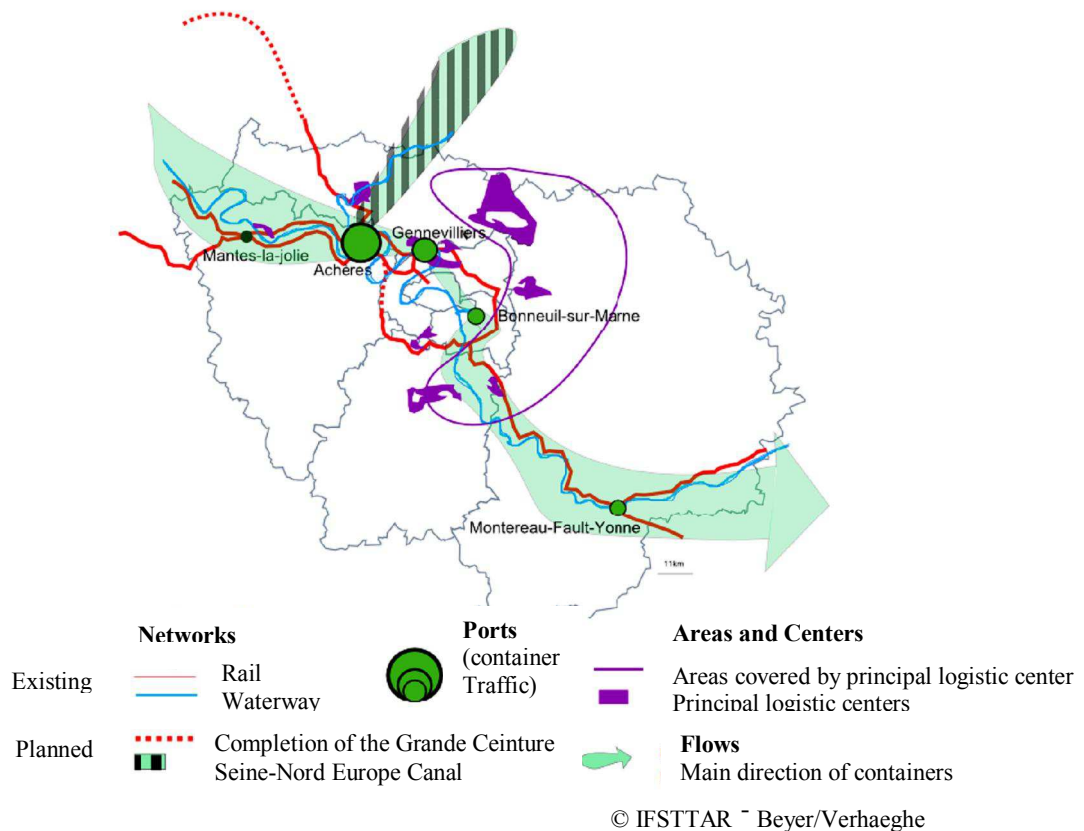 Gennevilliers
Mantes-la-jolie
Achères
Bonneuil-sur-Marne
Montereau-Fault-Yonne
11km
Networks
Ports
(container
Traffic)
Areas and Centers
Existing
Rail
Waterway
Areas covered by principal logistic center
Principal logistic centers
Planned
Completion of the Grande Ceinture
Seine-Nord Europe Canal
Flows
Main direction of containers
© IFSTTAR - Beyer/Verhaeghe